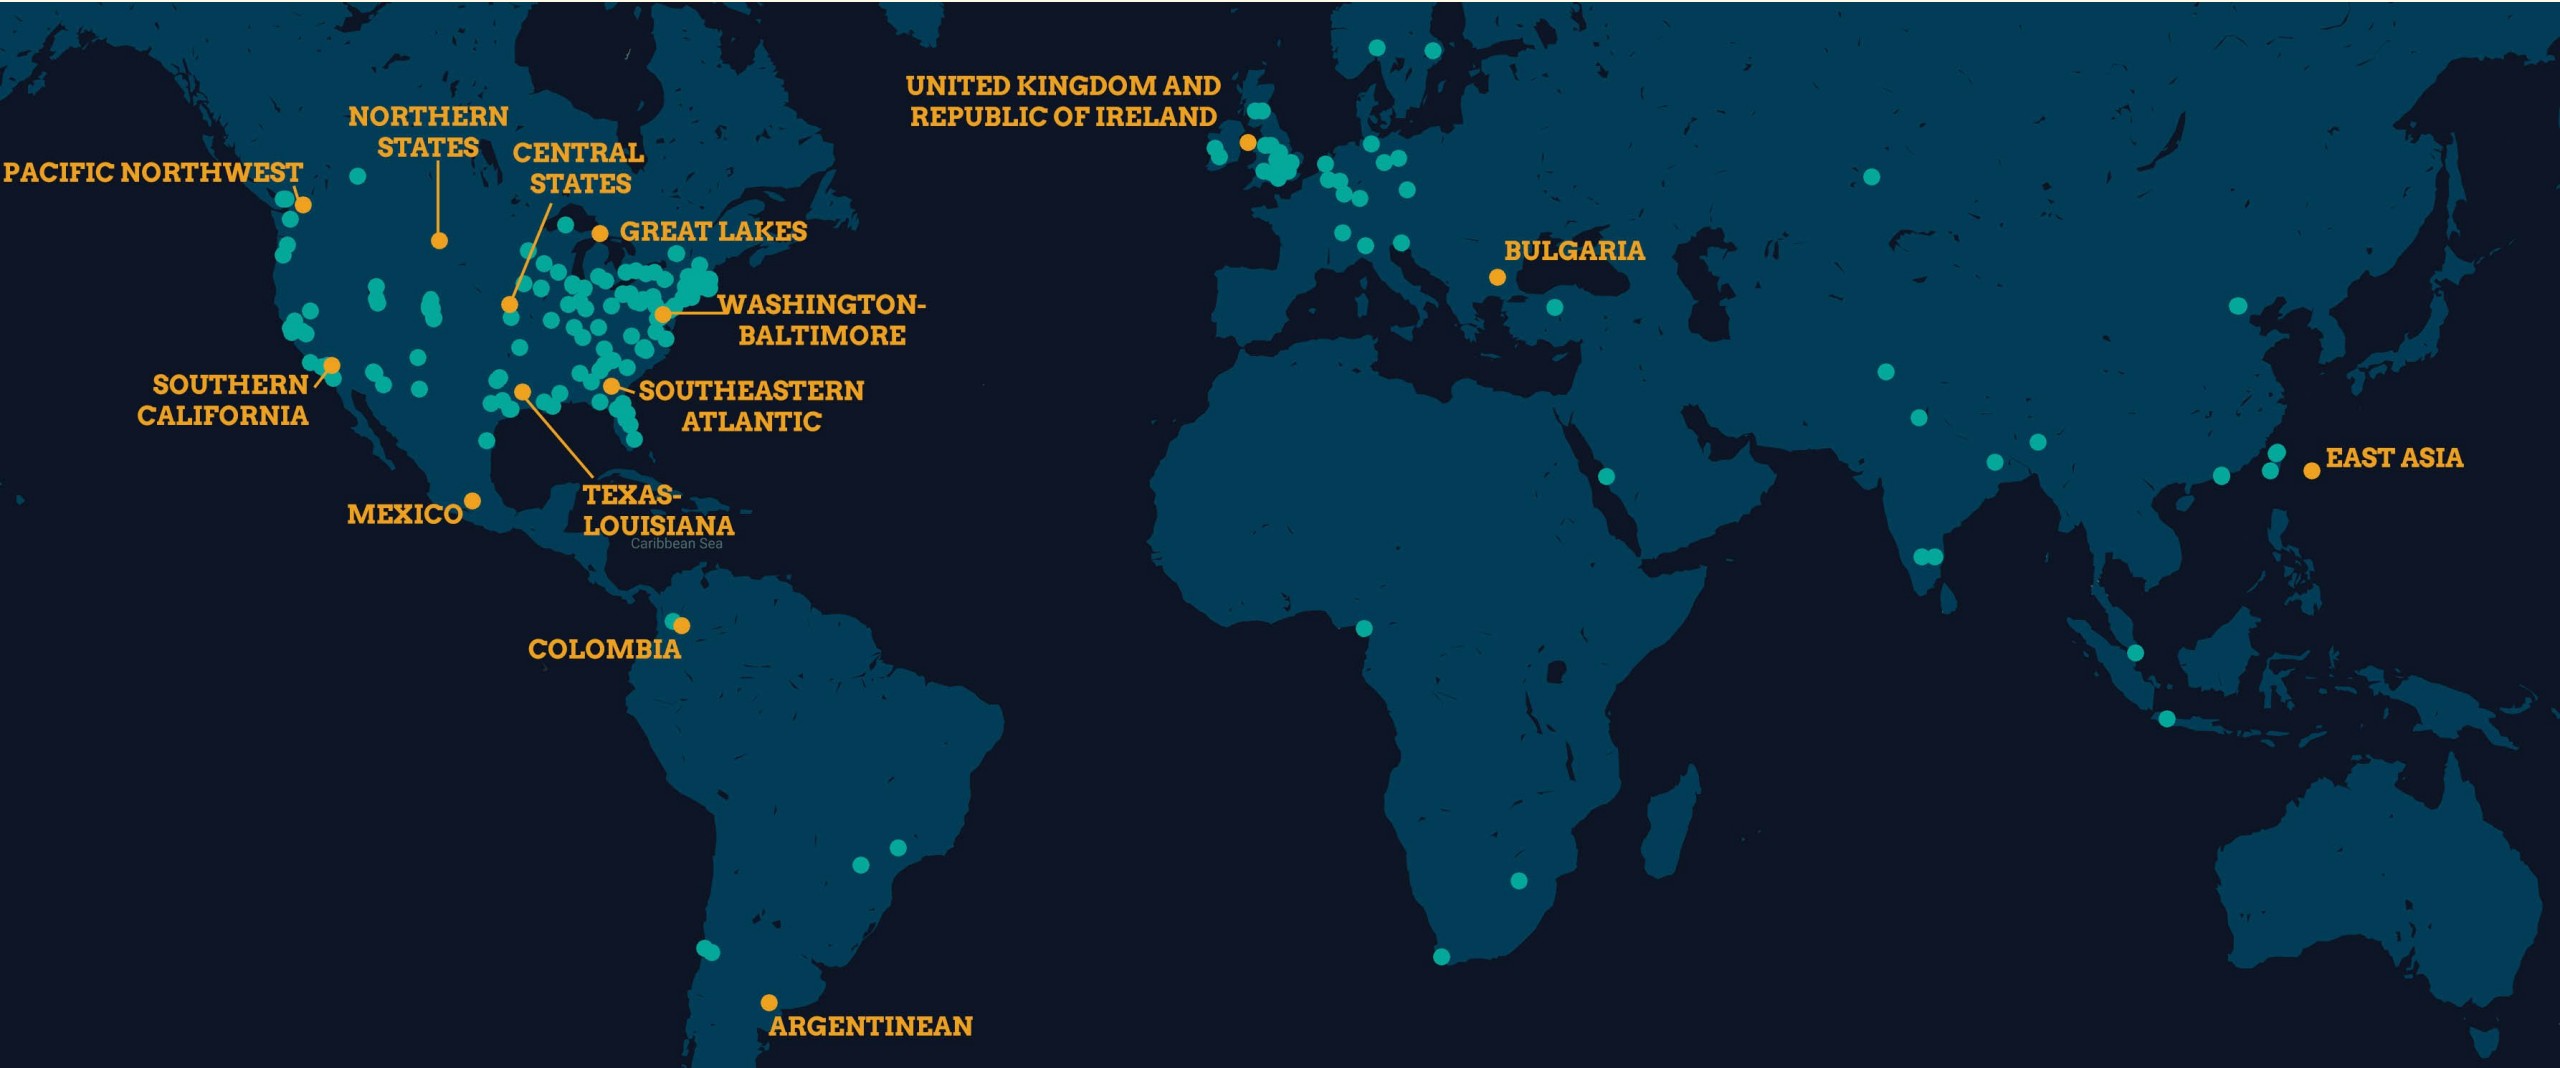 UNITED KINGDOM AND
REPUBLIC OF IRELAND
NORTHERN
STATES
CENTRAL
STATES
PACIFIC NORTHWEST
GREAT LAKES
BULGARIA
WASHINGTON-
BALTIMORE
SOUTHERN
CALIFORNIA
SOUTHEASTERN
ATLANTIC
EAST ASIA
MEXICO
TEXAS-
LOUISIANA
Caribbean Sea
COLOMBIA
ARGENTINEAN